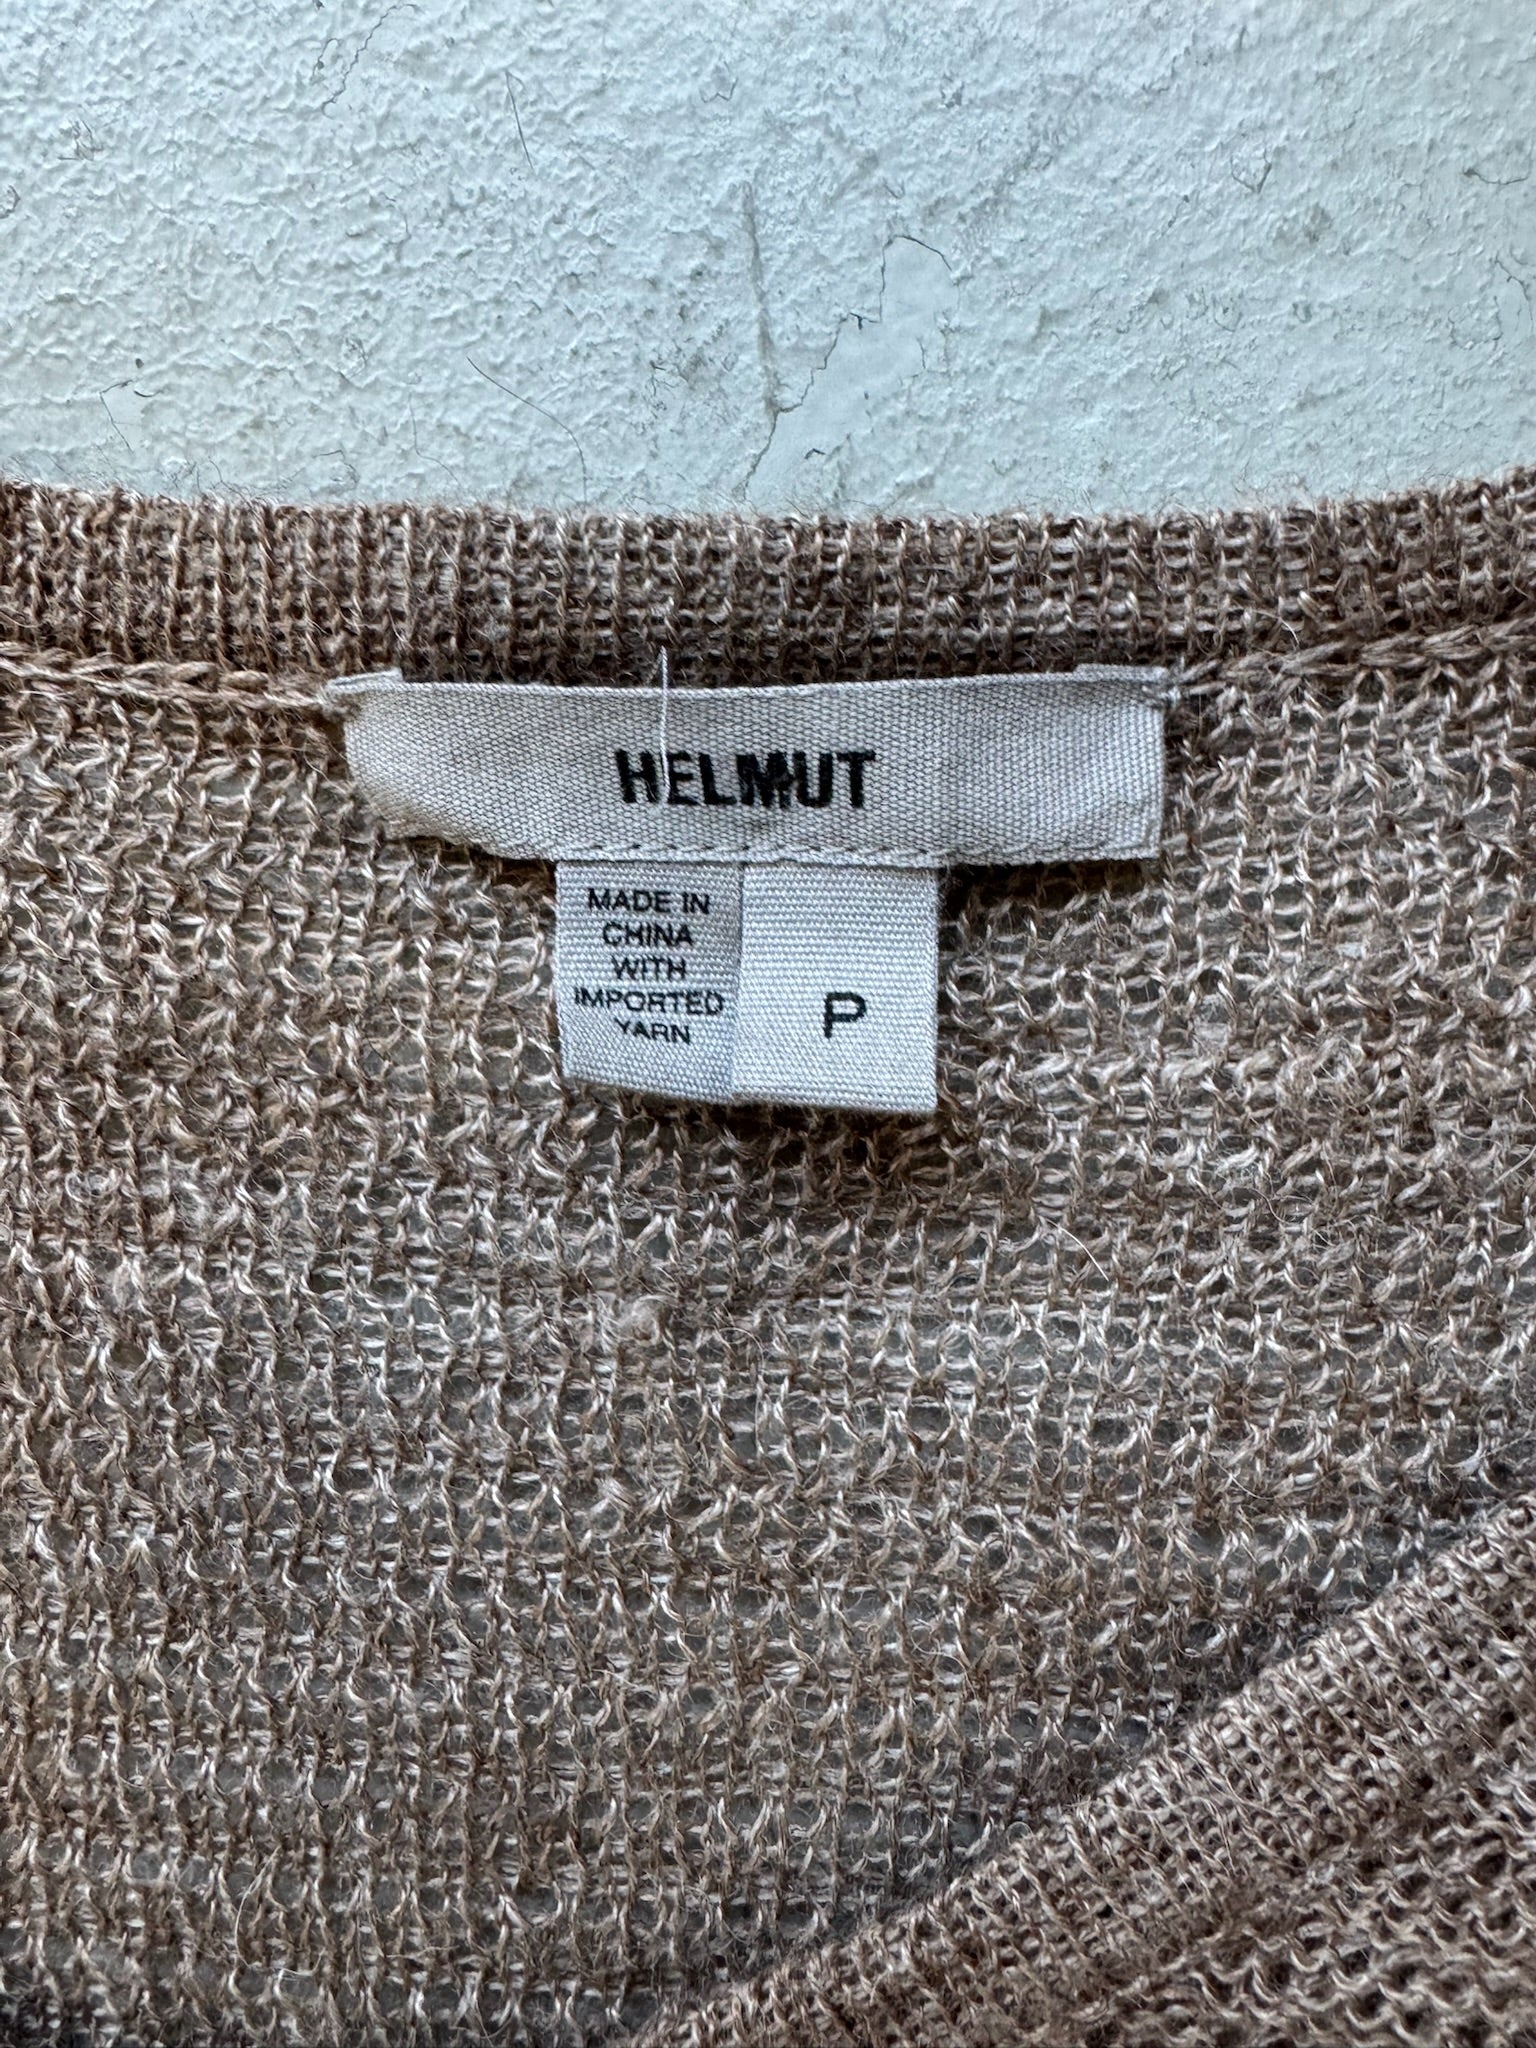 HELMUT
MADE IN
CHINA
WITH
IMPORTED
YARN
P